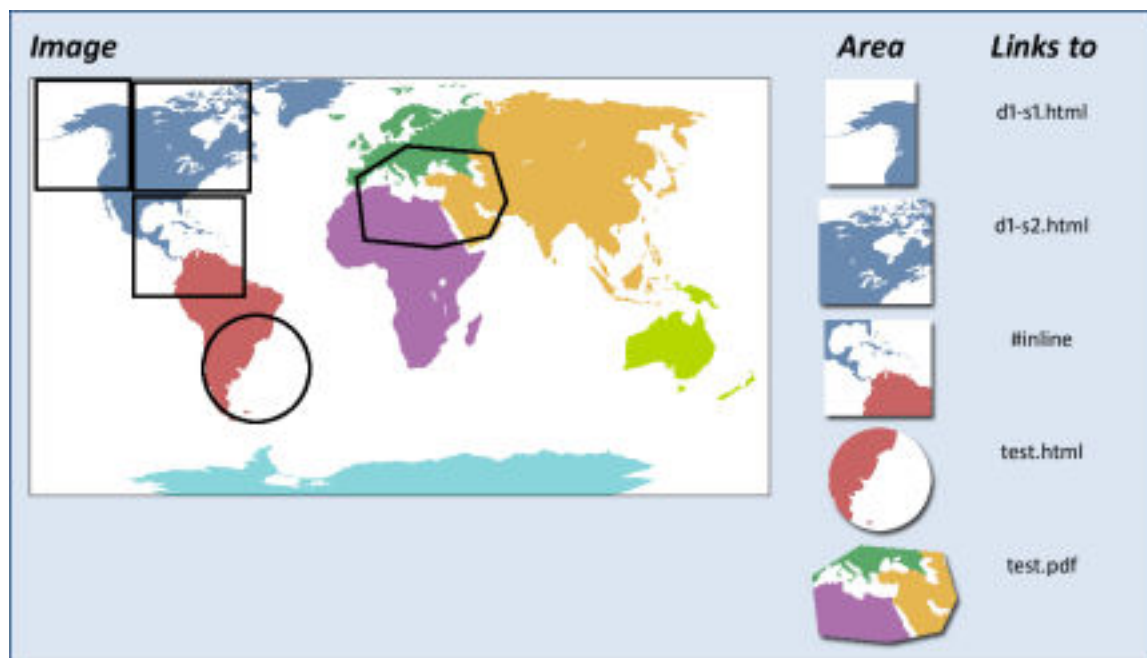 Image
Area
Links to
d1-s1.html
d1-s2.html
#inline
test.html
test.pdf